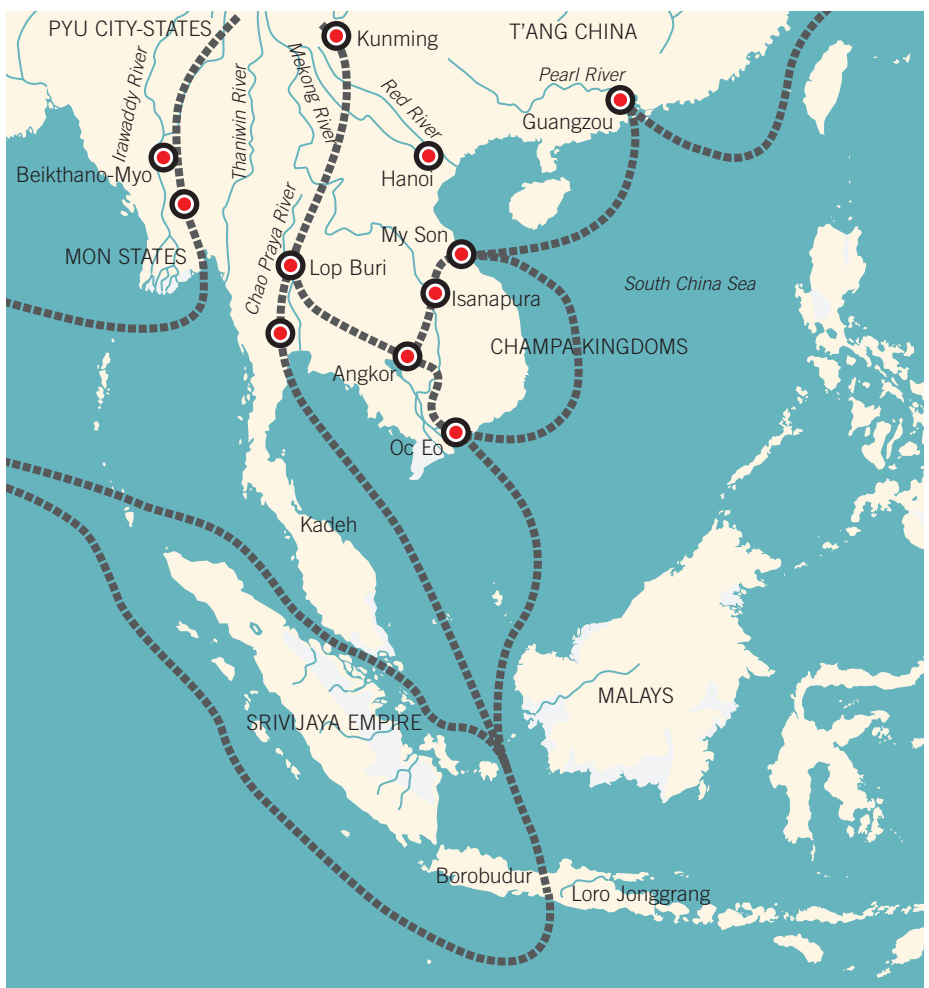 PYU CITY-STATES
Kunming
T'ANG CHINA
Irawaddy River
Thaniwin River
Mekong River
Red River
Pearl River
Guangzou
Beikthano-Myo
Hanoi
Chao Praya River
My Son
MON STATES
Lop Buri
Isanapura
South China Sea
CHAMPA KINGDOMS
Angkor
Oc Eo
Kadeh
MALAYS
SRIVIJAYA EMPIRE
Borobudur
Loro Jonggrang